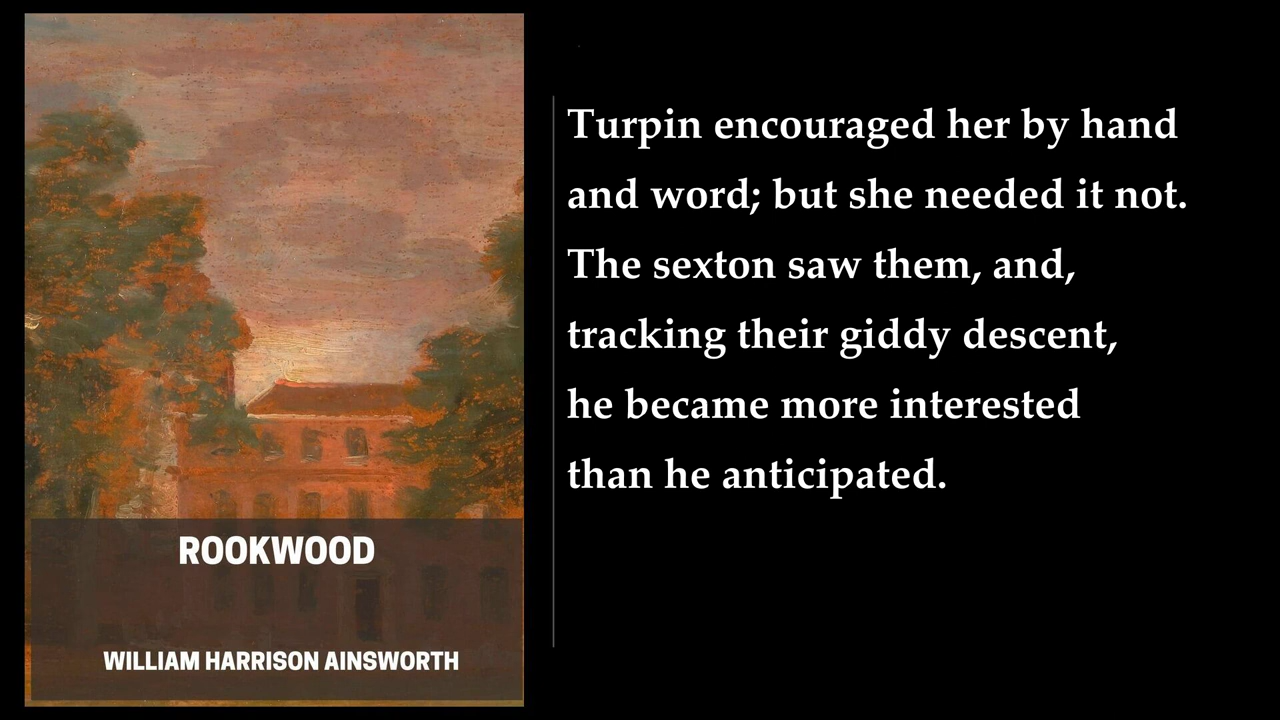 ROOKWOOD
WILLIAM HARRISON AINSWORTH
Turpin encouraged her by hand
and word; but she needed it not.
The sexton saw them, and,
tracking their giddy descent,
he became more interested
than he anticipated.